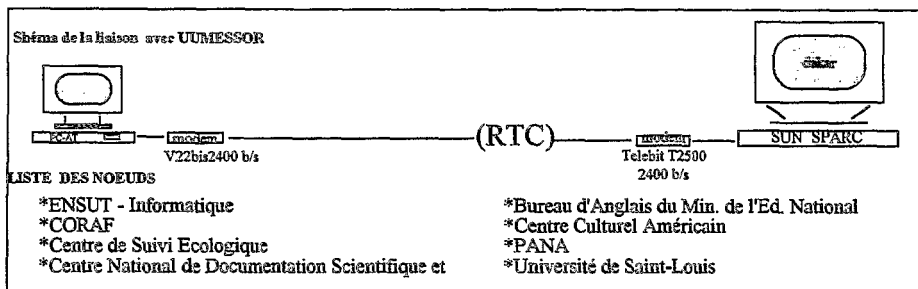 Shéma de la liaison avec UUMESSOR
dakar
PC-AT
modem
(RTC)
modem
SUN SPARC
V22bis2400 b/s
Telebit T2500
2400 b/s
LISTE DES NOEUDS
*ENSUT - Informatique
*CORAF
*Centre de Suivi Ecologique
*Centre National de Documentation Scientifique et
*Bureau d'Anglais du Min. de l'Ed. National
*Centre Culturel Américain
*PANA
*Université de Saint-Louis